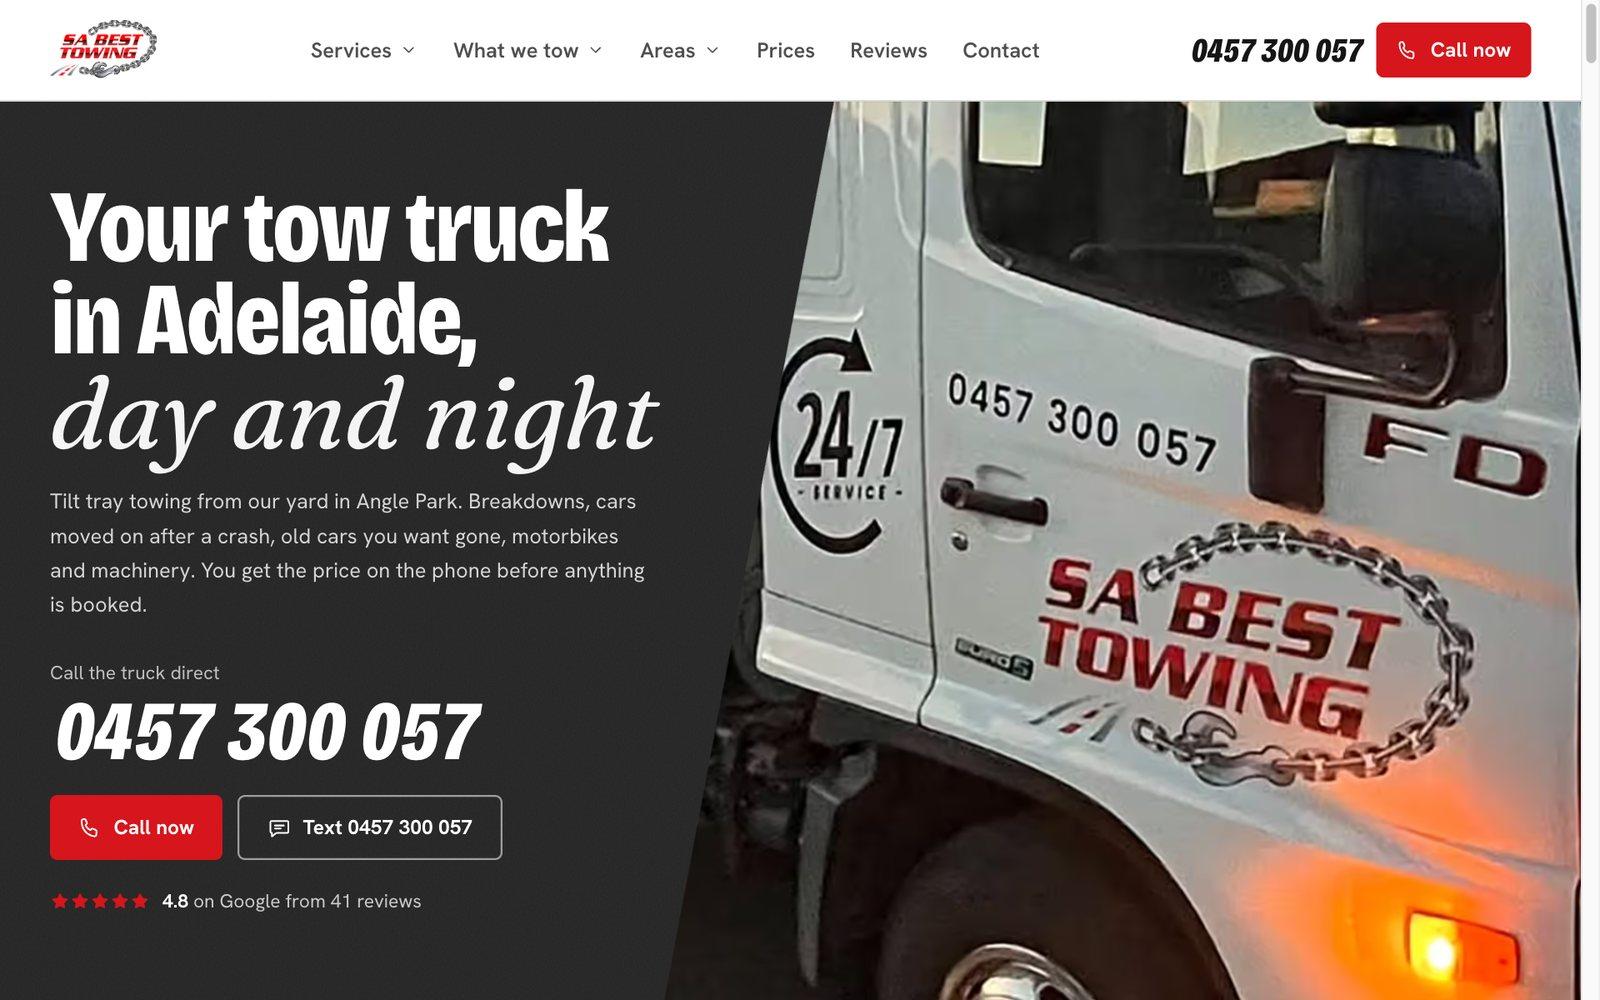 SA BEST
TOWING
Services
What we tow
Areas
Prices
Reviews
Contact
0457 300 057
Call now
Your tow truck
in Adelaide,
day and night
Tilt tray towing from our yard in Angle Park. Breakdowns, cars
moved on after a crash, old cars you want gone, motorbikes
and machinery. You get the price on the phone before anything
is booked.
Call the truck direct
0457 300 057
Call now
Text 0457 300 057
4.8 on Google from 41 reviews
24/7
- SERVICE -
0457 300 057
FD
SA BEST
TOWING
EURO 5